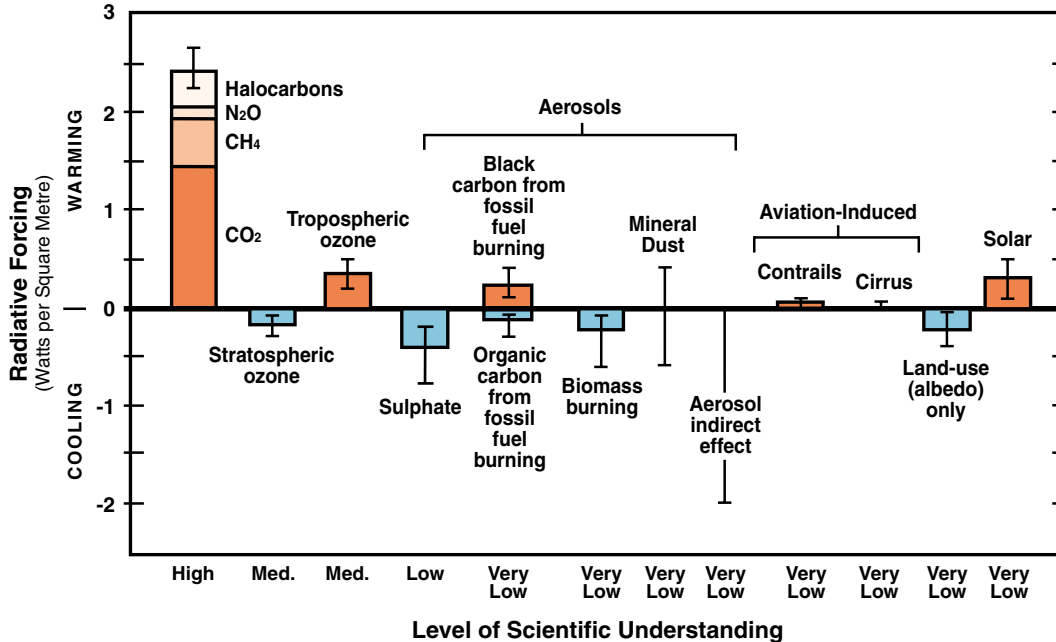 Radiative Forcing
(Watts per Square Metre)
WARMING
COOLING
3
2
1
0
-1
-2
Halocarbons
N2O
CH4
CO2
Stratospheric
ozone
Tropospheric
ozone
Aerosols
Sulphate
Black
carbon from
fossil
fuel
burning
Organic
carbon
from
fossil
fuel
burning
Biomass
burning
Mineral
Dust
Aerosol
indirect
effect
Aviation-Induced
Contrails
Cirrus
Land-use
(albedo)
only
Solar
High
Med.
Med.
Low
Very
Low
Very
Low
Very
Low
Very
Low
Very
Low
Very
Low
Very
Low
Very
Low
Level of Scientific Understanding